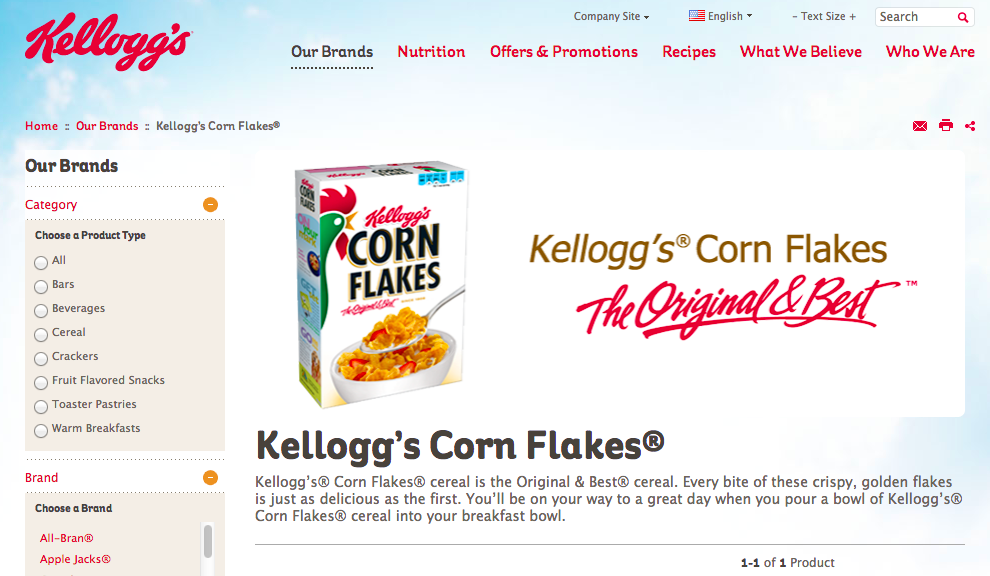 Kellogg's
Company Site
English
– Text Size +
Search
Our Brands
Nutrition
Offers & Promotions
Recipes
What We Believe
Who We Are
Home :: Our Brands :: Kellogg's Corn Flakes®
Our Brands
Category
Choose a Product Type
All
Bars
Beverages
Cereal
Crackers
Fruit Flavored Snacks
Toaster Pastries
Warm Breakfasts
Brand
Choose a Brand
All-Bran®
Apple Jacks®
Kellogg's
CORN
FLAKES
The Original & Best
CORN
FLAKES
Kellogg's® Corn Flakes
The Original & Best™
Kellogg's Corn Flakes®
Kellogg's® Corn Flakes® cereal is the Original & Best® cereal. Every bite of these crispy, golden flakes
is just as delicious as the first. You'll be on your way to a great day when you pour a bowl of Kellogg's®
Corn Flakes® cereal into your breakfast bowl.
1-1 of 1 Product